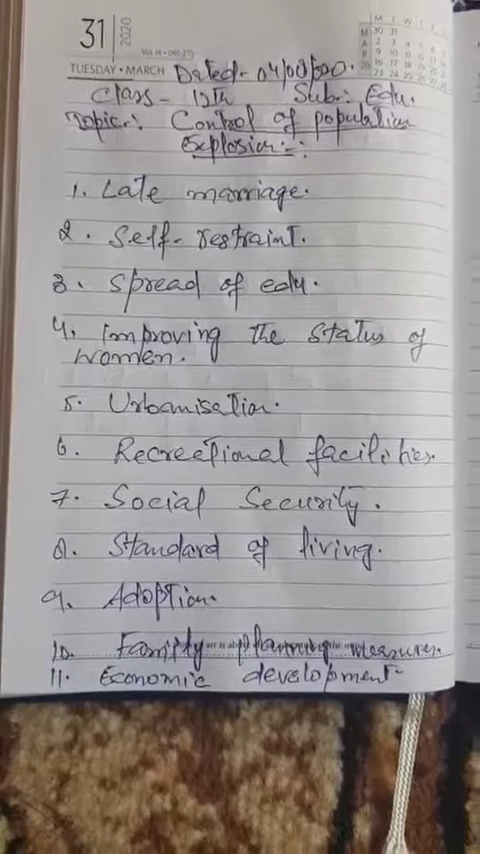 31
2020
TUESDAY • MARCH Dated - 04/08/020.
Class - 12th Sub: Edu.
Topic:- Control of population
Explosion:-:
1. Late marriage.
2. Self-restraint.
3. Spread of edu.
4. Improving the status of
women.
5. Urbanisation.
6. Recreational facilities.
7. Social Security.
8. Standard of living.
9. Adoption.
10. Family planning measures.
11. Economic development